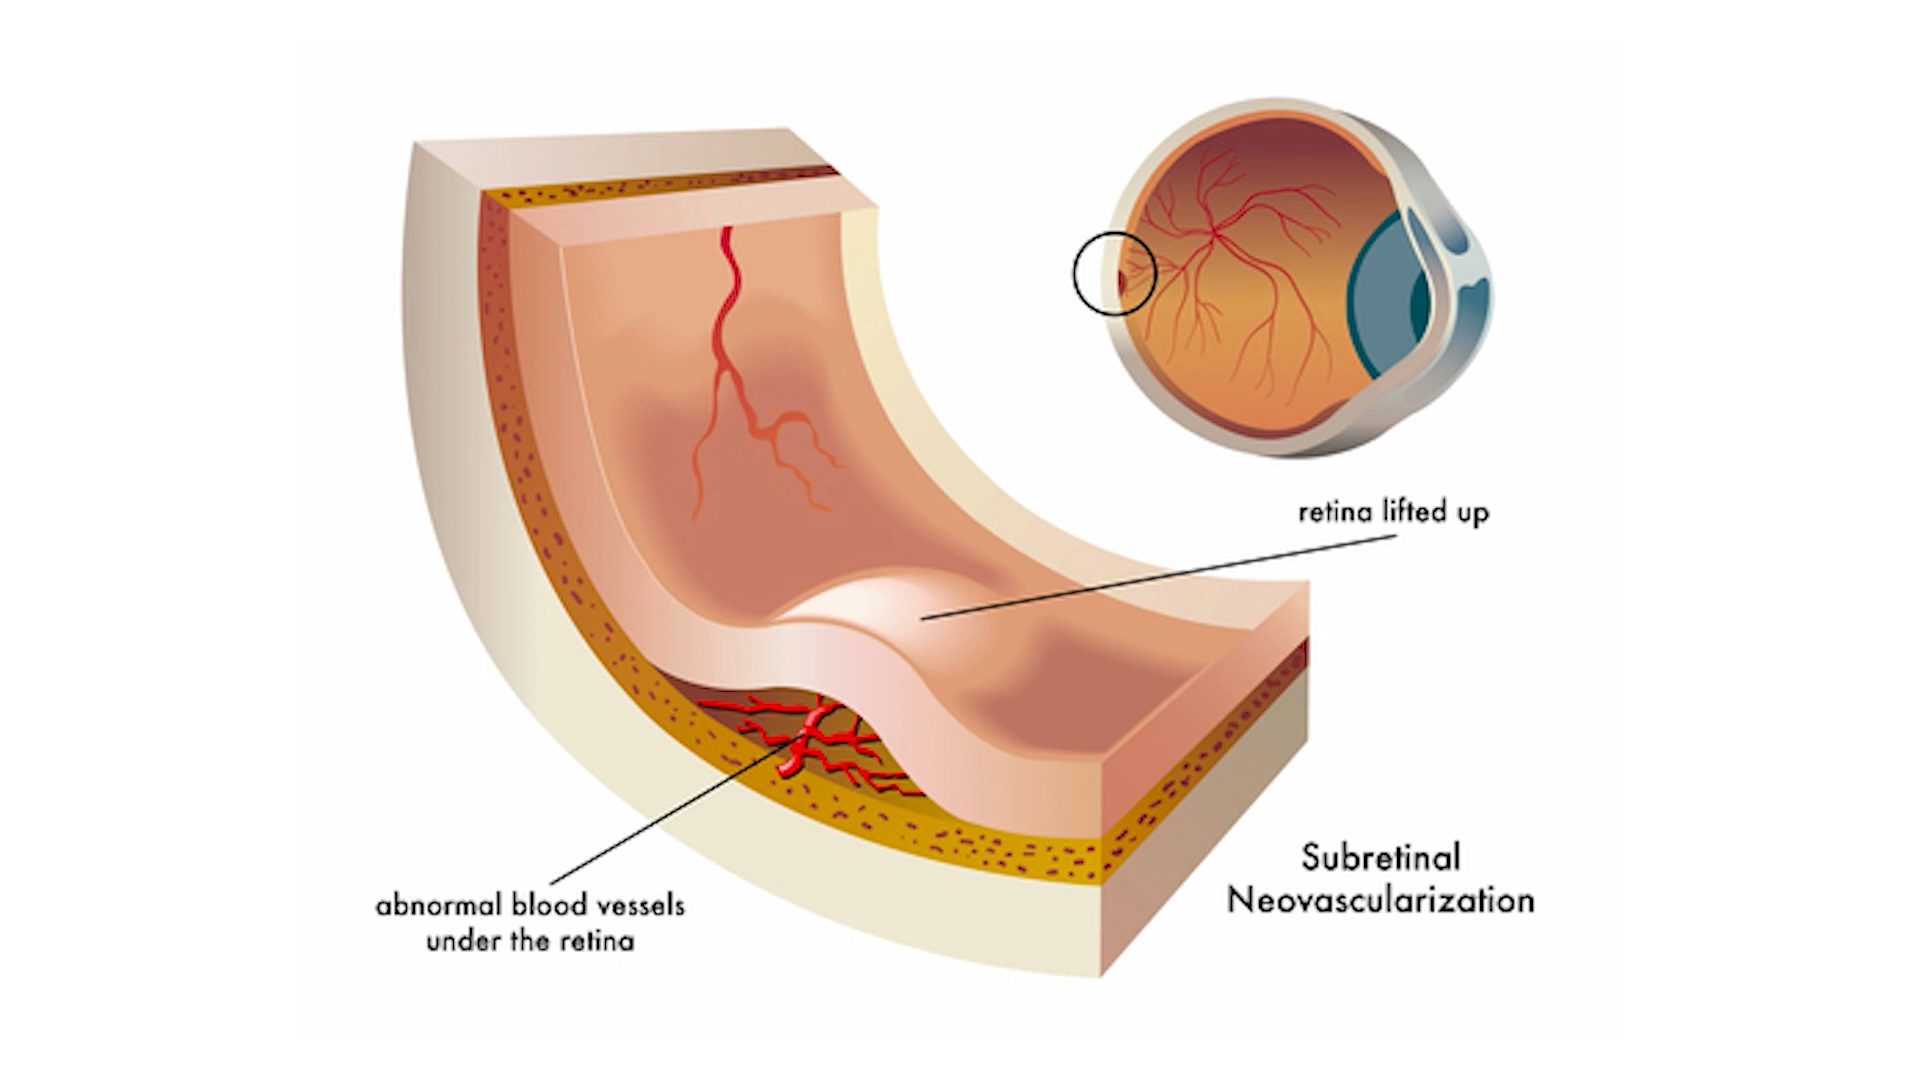 retina lifted up
abnormal blood vessels
under the retina
Subretinal
Neovascularization